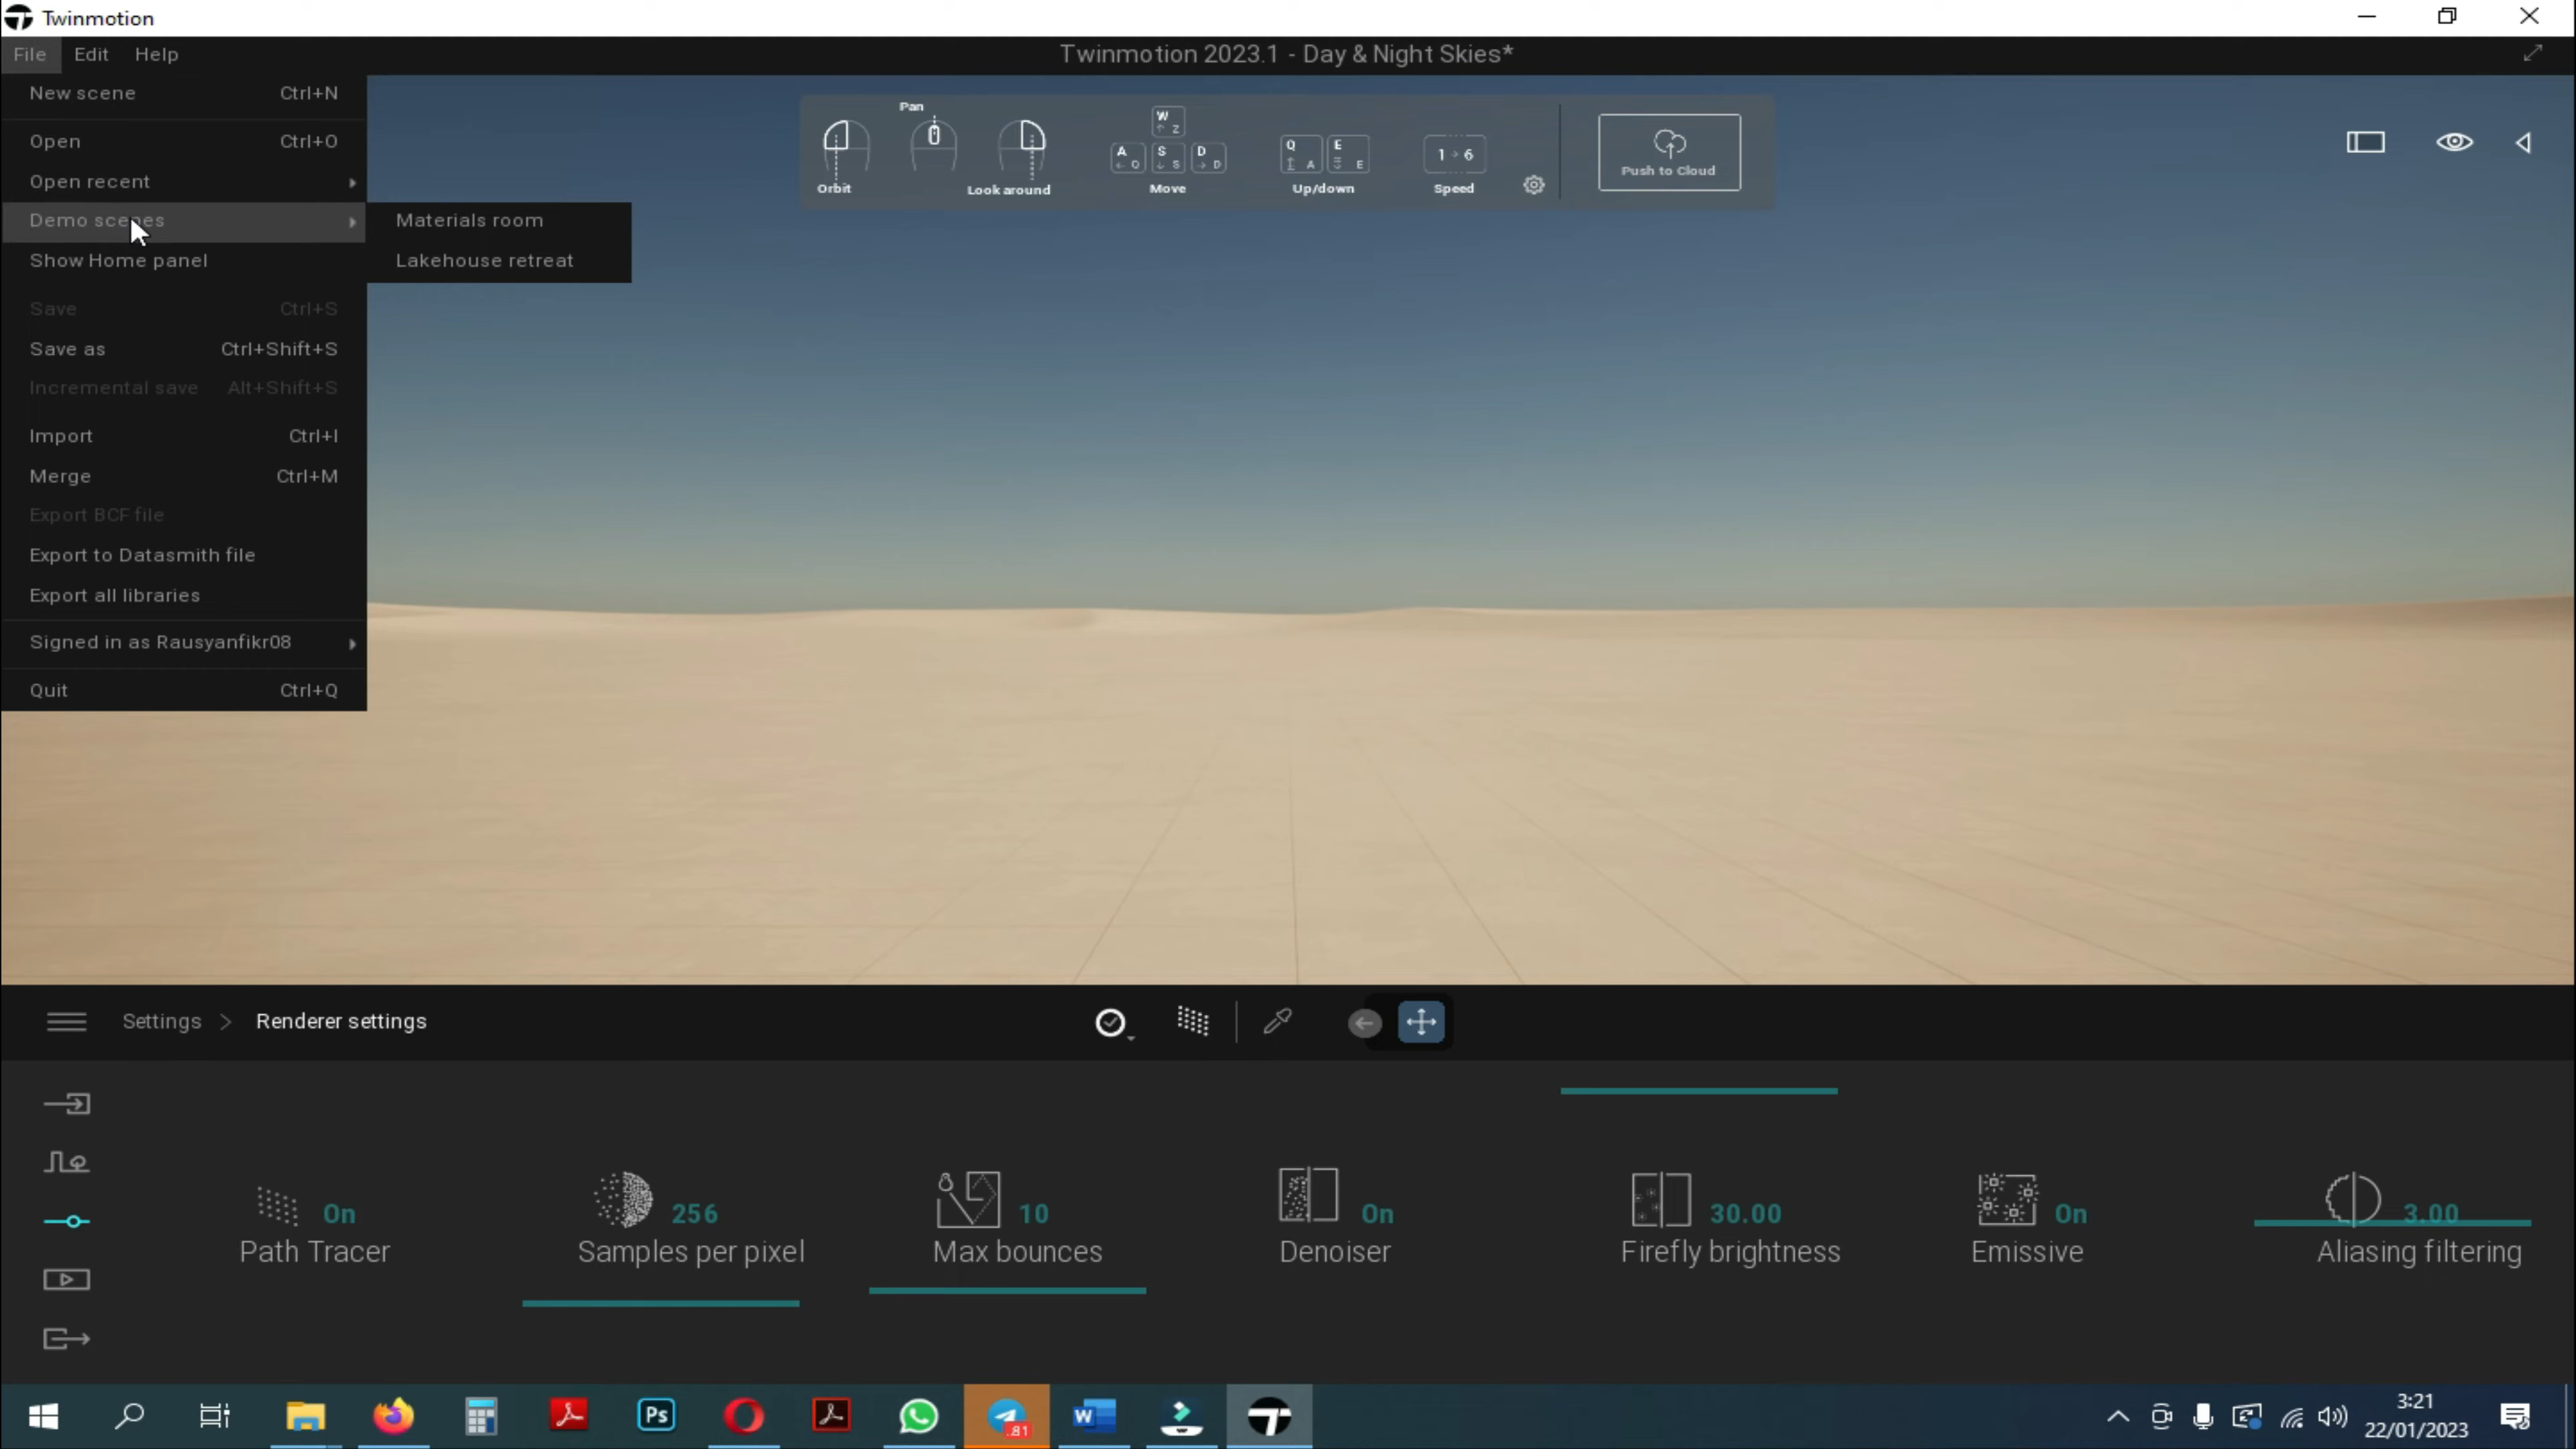 Twinmotion
File Edit Help
Twinmotion 2023.1 - Day & Night Skies*
New scene Ctrl+N
Open Ctrl+O
Open recent
Demo scenes
Show Home panel
Save Ctrl+S
Save as Ctrl+Shift+S
Incremental save Alt+Shift+S
Import Ctrl+I
Merge Ctrl+M
Export BCF file
Export to Datasmith file
Export all libraries
Signed in as Rausyanfikr08
Quit Ctrl+Q
Materials room
Lakehouse retreat
Pan
Orbit
Look around
W
Z
A S D
Q S D
Move
Q E
A E
Up/down
1 6
Speed
Push to Cloud
Settings > Renderer settings
On
Path Tracer
256
Samples per pixel
10
Max bounces
On
Denoiser
30.00
Firefly brightness
On
Emissive
3.00
Aliasing filtering
Ps
W
3:21
22/01/2023